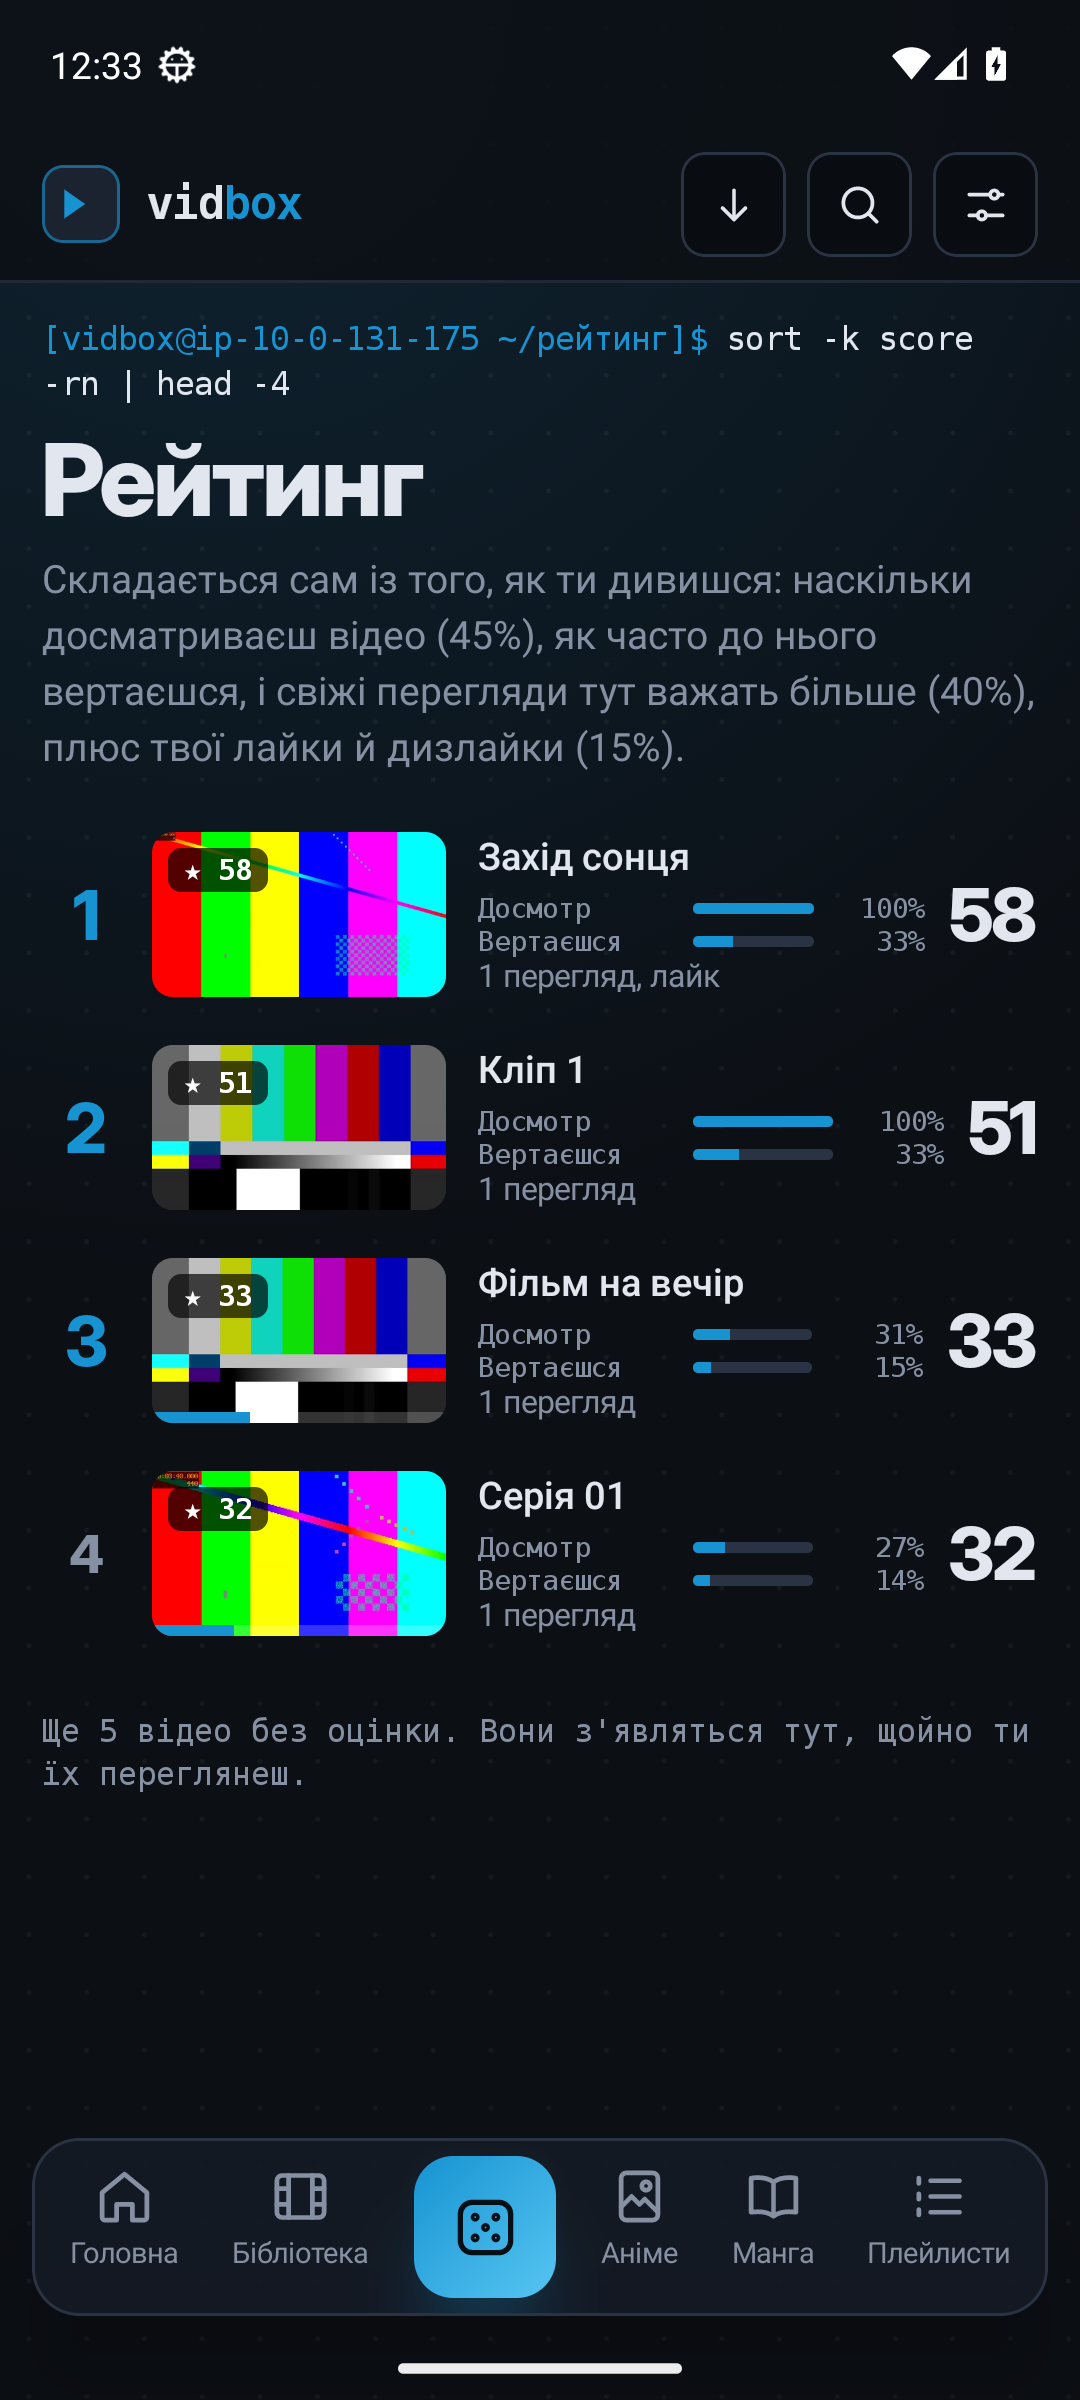 12:33
vidbox
[vidbox@ip-10-0-131-175 ~/рейтинг]$ sort -k score
-rn | head -4
Рейтинг
Складається сам із того, як ти дивишся: наскільки
досматриваєш відео (45%), як часто до нього
вертаєшся, і свіжі перегляди тут важать більше (40%),
плюс твої лайки й дизлайки (15%).
1
★ 58
Захід сонця
Досмотр 100%
Вертаєшся 33%
1 перегляд, лайк
58
2
★ 51
Кліп 1
Досмотр 100%
Вертаєшся 33%
1 перегляд
51
3
★ 33
Фільм на вечір
Досмотр 31%
Вертаєшся 15%
1 перегляд
33
4
★ 32
Серія 01
Досмотр 27%
Вертаєшся 14%
1 перегляд
32
Ще 5 відео без оцінки. Вони з'являться тут, щойно ти
їх переглянеш.
Головна
Бібліотека
Аніме
Манга
Плейлисти